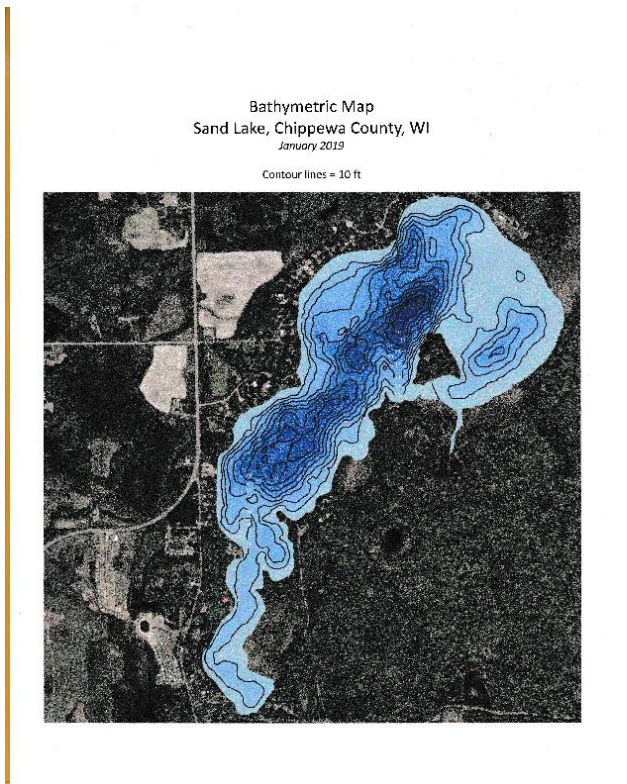 Bathymetric Map
Sand Lake, Chippewa County, WI
January 2019
Contour lines = 10 ft